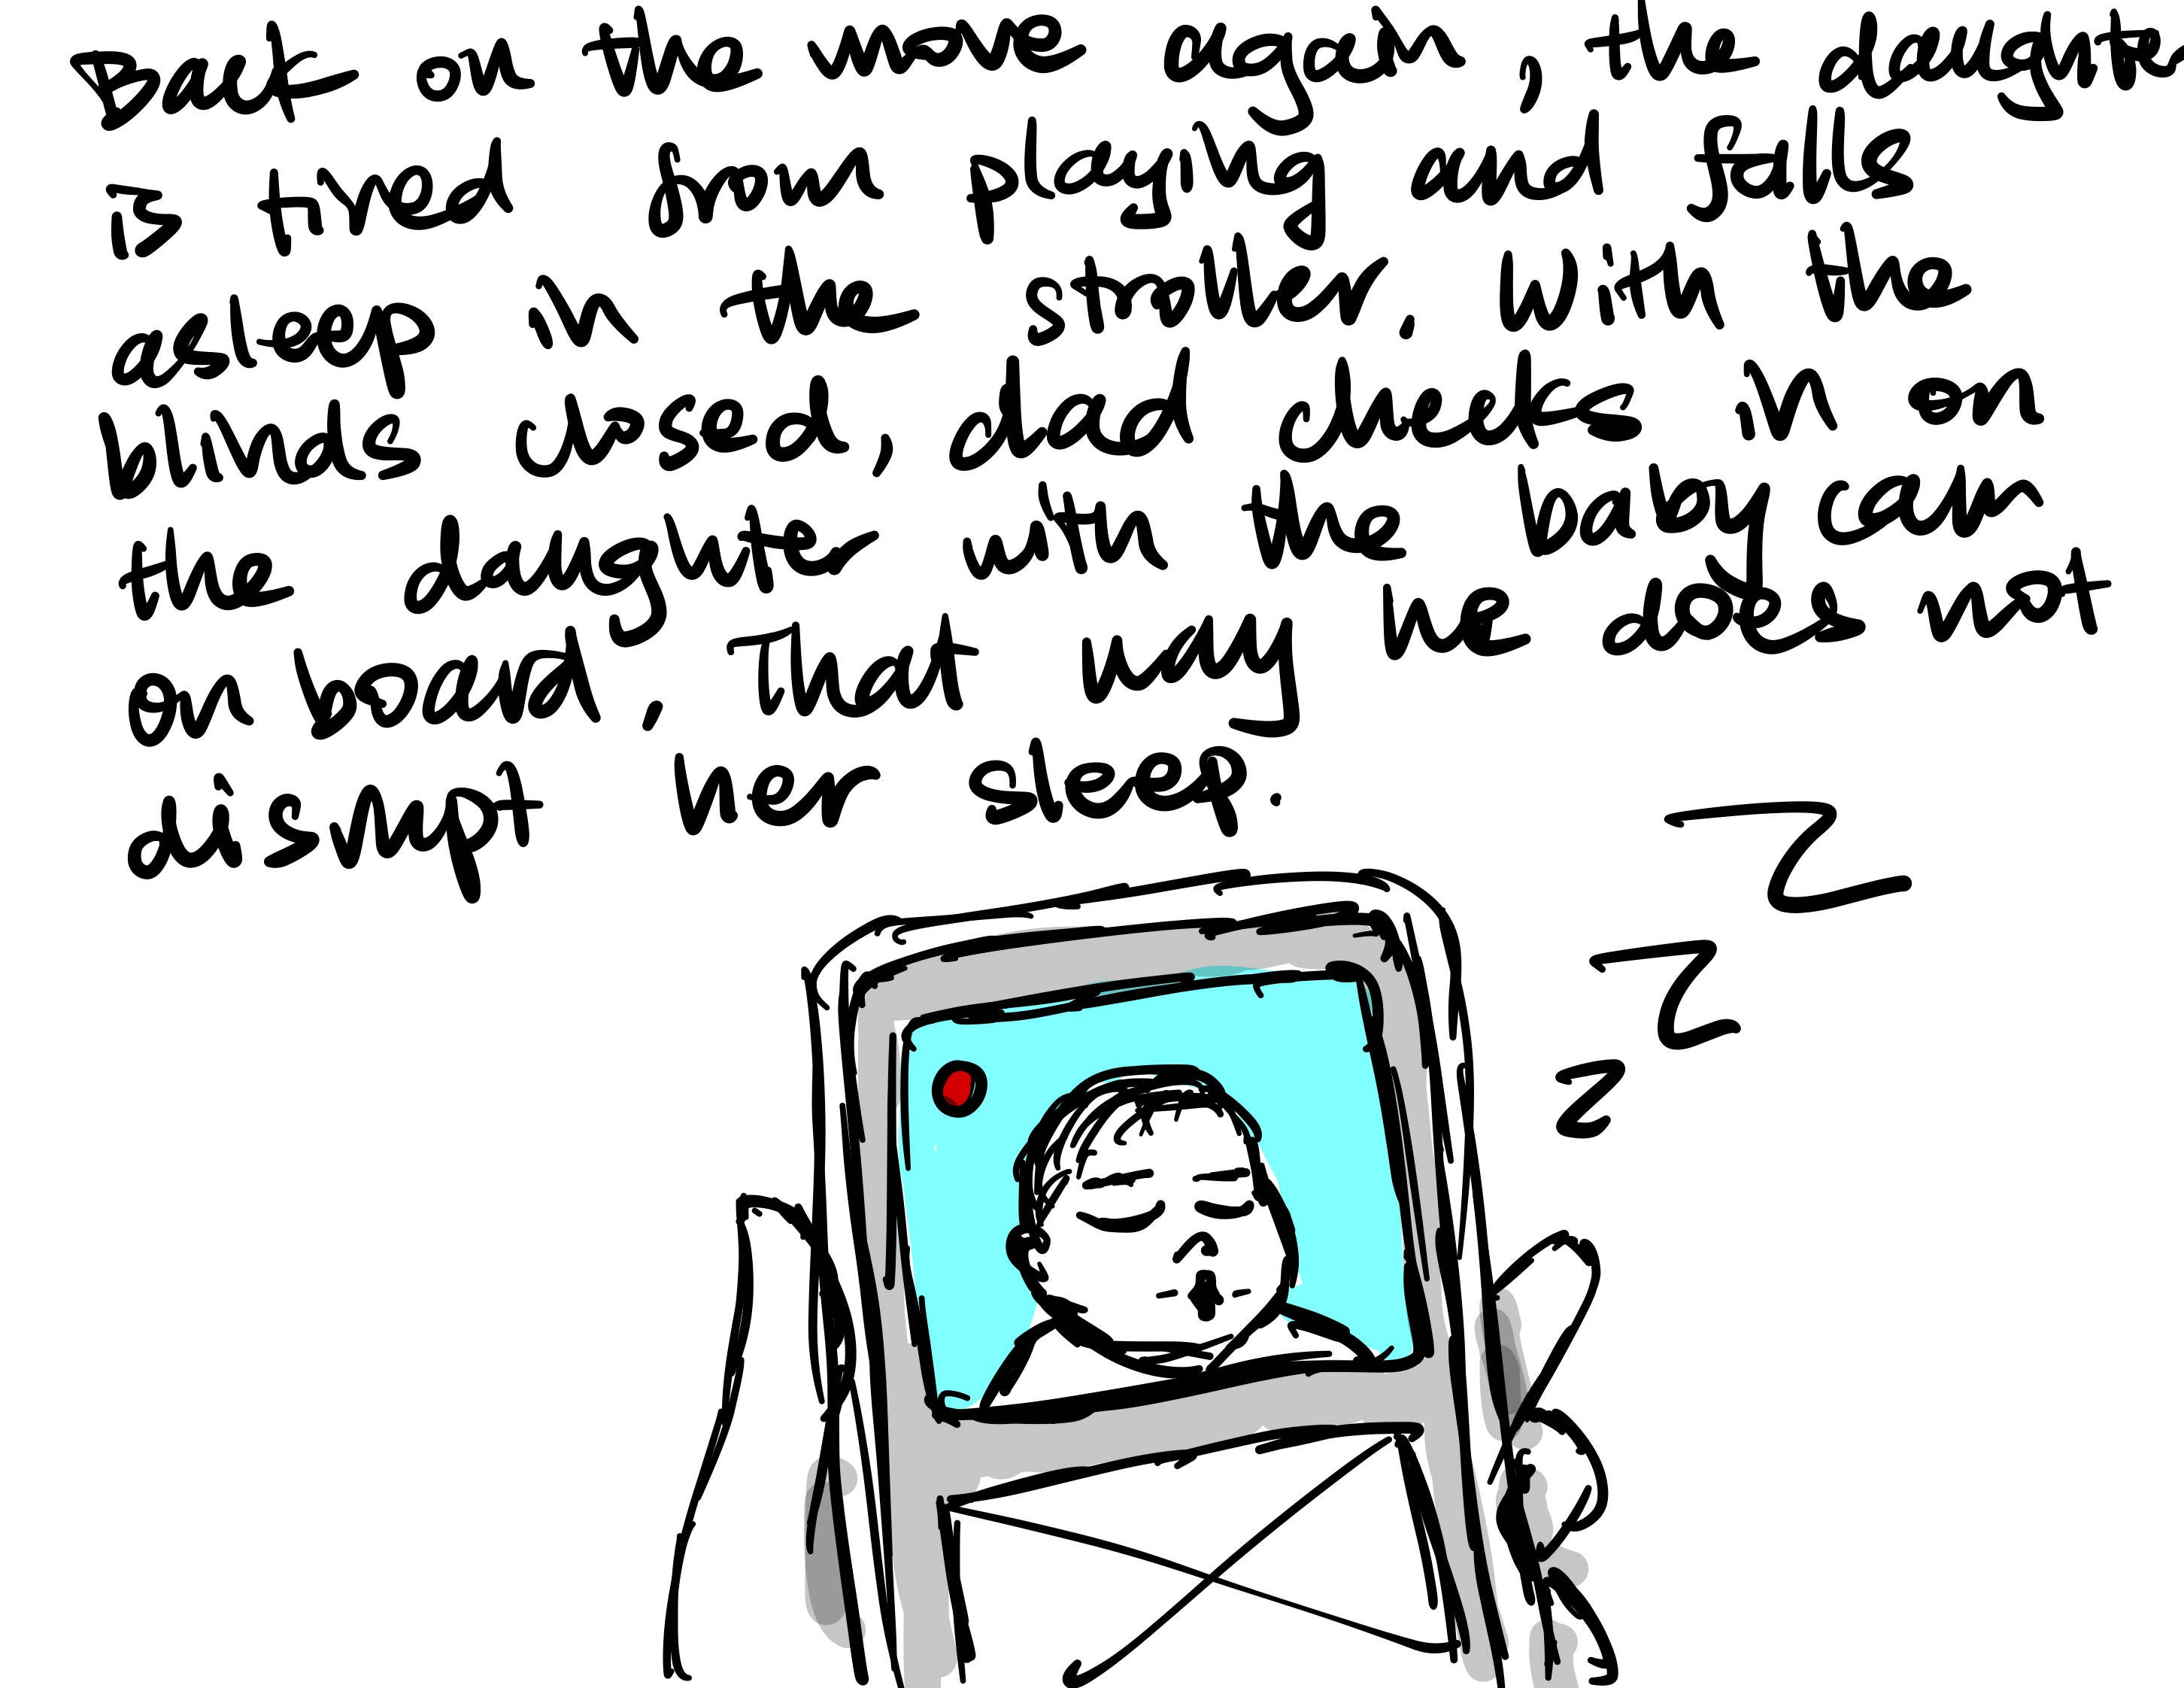 Back on the move again, the daughter
is tired from playing and falls
asleep in the stroller. With the
blinds closed, dad checks in on
the daughter with the baby cam
on board. That way he does not
disrupt her sleep.
Z
Z
Z